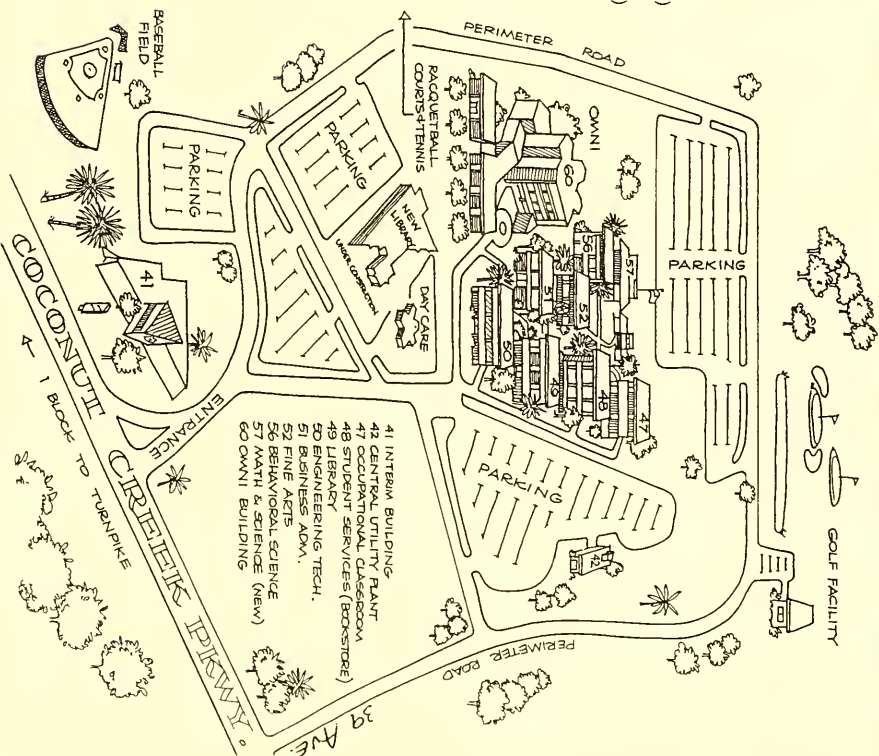 PERIMETER ROAD
BASEBALL
FIELD
RACQUETBALL
COURTS & TENNIS
OMNI
60
PARKING
PARKING
PARKING
NEW
LIBRARY
UNDER CONSTRUCTION
DAY CARE
56
57
51
52
50
49
48
47
41
GOLF FACILITY
PARKING
42
ENTRANCE
COCONUT CREEK PKWY.
1 BLOCK TO TURNPIKE
41 INTERIM BUILDING
42 CENTRAL UTILITY PLANT
47 OCCUPATIONAL CLASSROOM
48 STUDENT SERVICES (BOOKSTORE)
49 LIBRARY
50 ENGINEERING TECH.
51 BUSINESS ADM.
52 FINE ARTS
56 BEHAVIORAL SCIENCE
57 MATH & SCIENCE (NEW)
60 OMNI BUILDING
PERIMETER ROAD
39 AVE.